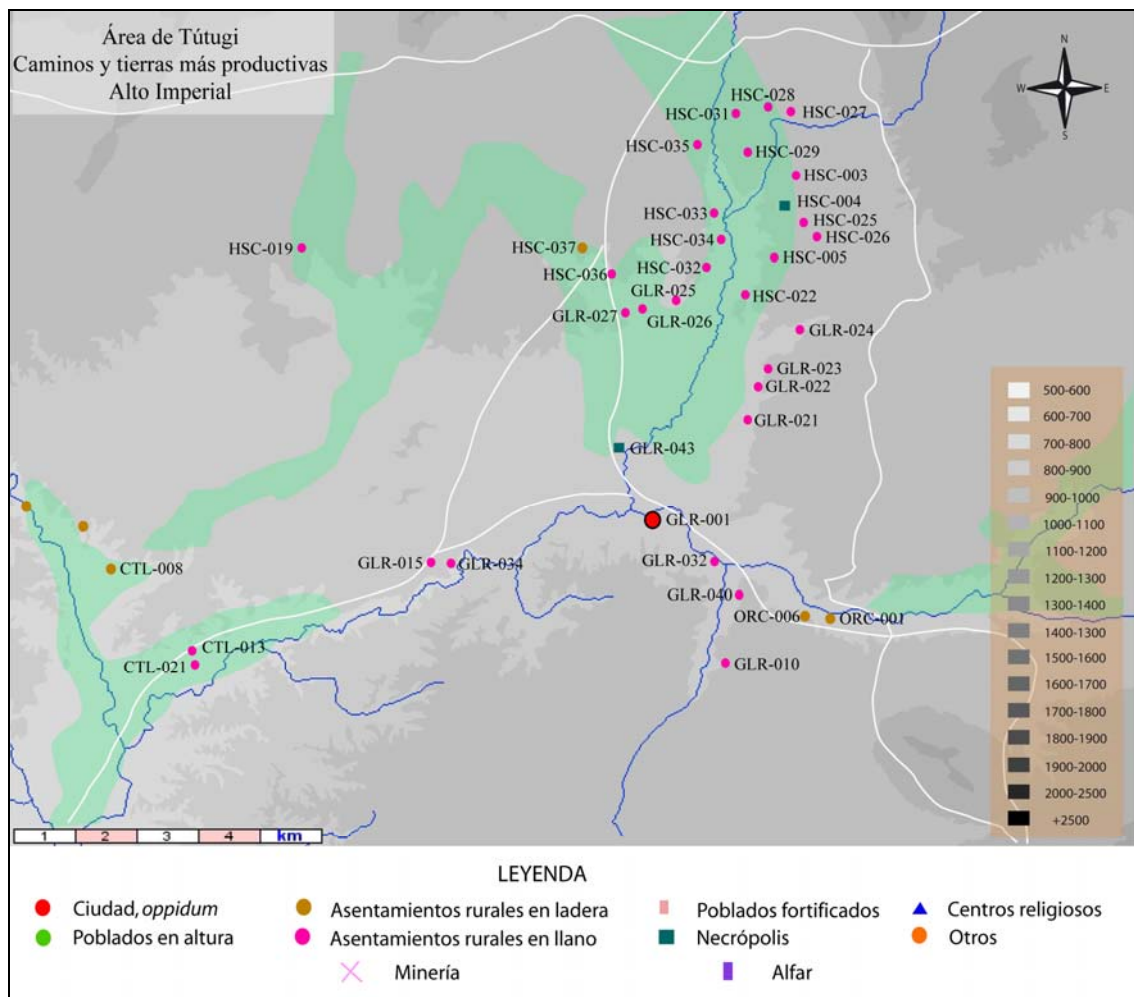 Área de Tútugi
Caminos y tierras más productivas
Alto Imperial
N
W
E
S
HSC-028
HSC-031
HSC-027
HSC-035
HSC-029
HSC-003
HSC-004
HSC-033
HSC-025
HSC-034
HSC-026
HSC-019
HSC-037
HSC-005
HSC-036
HSC-032
GLR-025
HSC-022
GLR-027
GLR-026
GLR-024
GLR-023
GLR-022
GLR-021
GLR-043
GLR-001
GLR-015
GLR-034
GLR-032
CTL-008
GLR-040
ORC-006
ORC-001
CTL-013
CTL-021
GLR-010
500-600
600-700
700-800
800-900
900-1000
1000-1100
1100-1200
1200-1300
1300-1400
1400-1300
1500-1600
1600-1700
1700-1800
1800-1900
1900-2000
2000-2500
+2500
1 2 3 4 km
LEYENDA
Ciudad, oppidum
Asentamientos rurales en ladera
Poblados fortificados
Centros religiosos
Poblados en altura
Asentamientos rurales en llano
Necrópolis
Otros
Minería
Alfar